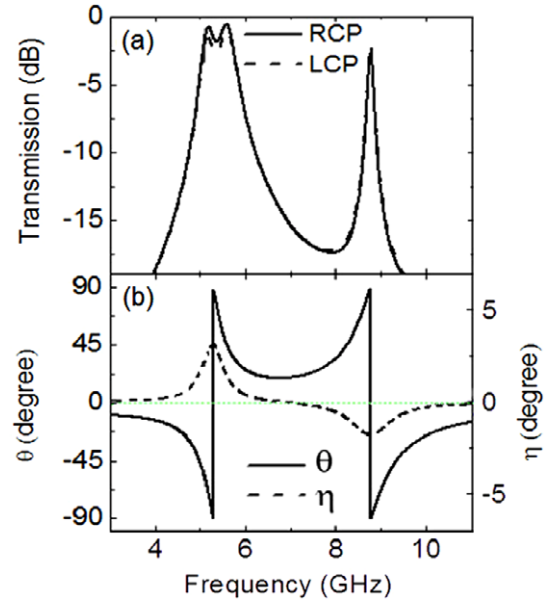 (a)
RCP
LCP
Transmission (dB)
0
-5
-10
-15
(b)
90
45
0
-45
-90
θ (degree)
5
0
-5
η (degree)
θ
η
4 6 8 10
Frequency (GHz)